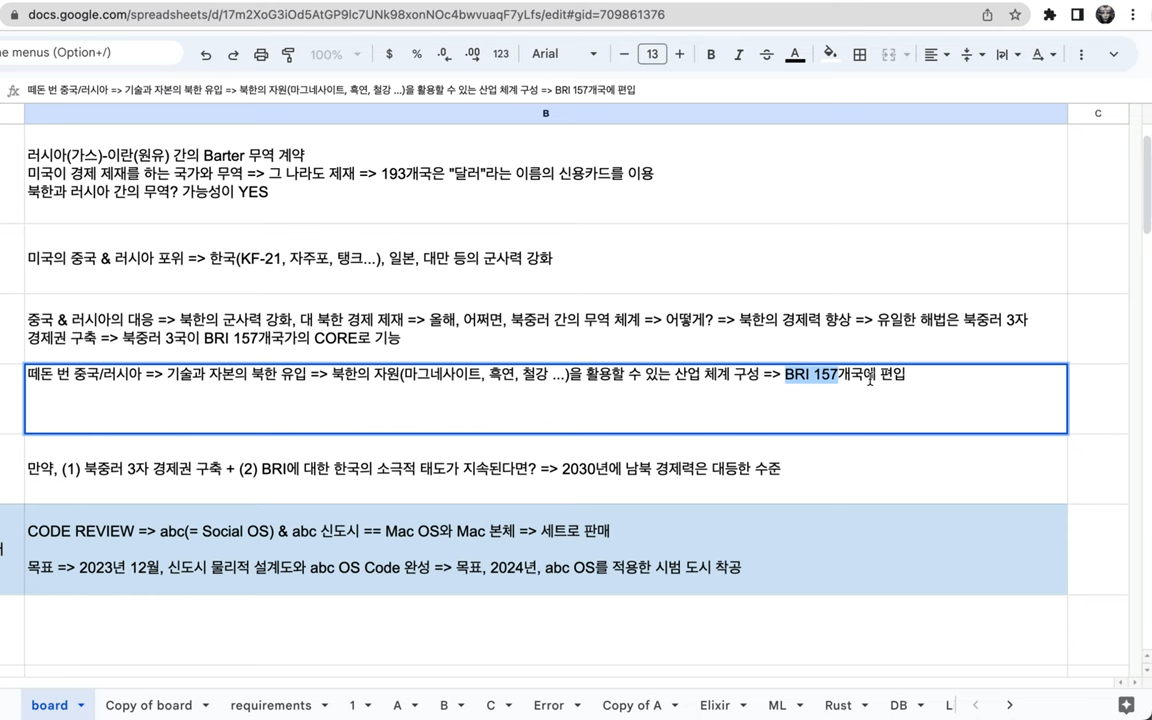 docs.google.com/spreadsheets/d/17m2XoG3iOd5AtGP9lc7UNk98xonNOc4bwvuaqF7yLfs/edit#gid=709861376
e menus (Option+/)
100%
$ % .0 .00 123 Arial 13 B I S A
fx 떼돈 번 중국/러시아 => 기술과 자본의 북한 유입 => 북한의 자원(마그네사이트, 흑연, 철강 ...)을 활용할 수 있는 산업 체계 구성 => BRI 157개국에 편입
B C
러시아(가스)-이란(원유) 간의 Barter 무역 계약
미국이 경제 제재를 하는 국가와 무역 => 그 나라도 제재 => 193개국은 "달러"라는 이름의 신용카드를 이용
북한과 러시아 간의 무역? 가능성이 YES
미국의 중국 & 러시아 포위 => 한국(KF-21, 자주포, 탱크...), 일본, 대만 등의 군사력 강화
중국 & 러시아의 대응 => 북한의 군사력 강화, 대 북한 경제 제재 => 올해, 어쩌면, 북중러 간의 무역 체계 => 어떻게? => 북한의 경제력 향상 => 유일한 해법은 북중러 3자
경제권 구축 => 북중러 3국이 BRI 157개국가의 CORE로 기능
떼돈 번 중국/러시아 => 기술과 자본의 북한 유입 => 북한의 자원(마그네사이트, 흑연, 철강 ...)을 활용할 수 있는 산업 체계 구성 => BRI 157개국에 편입
만약, (1) 북중러 3자 경제권 구축 + (2) BRI에 대한 한국의 소극적 태도가 지속된다면? => 2030년에 남북 경제력은 대등한 수준
CODE REVIEW => abc(= Social OS) & abc 신도시 == Mac OS와 Mac 본체 => 세트로 판매
목표 => 2023년 12월, 신도시 물리적 설계도와 abc OS Code 완성 => 목표, 2024년, abc OS를 적용한 시범 도시 착공
board Copy of board requirements 1 A B C Error Copy of A Elixir ML Rust DB L